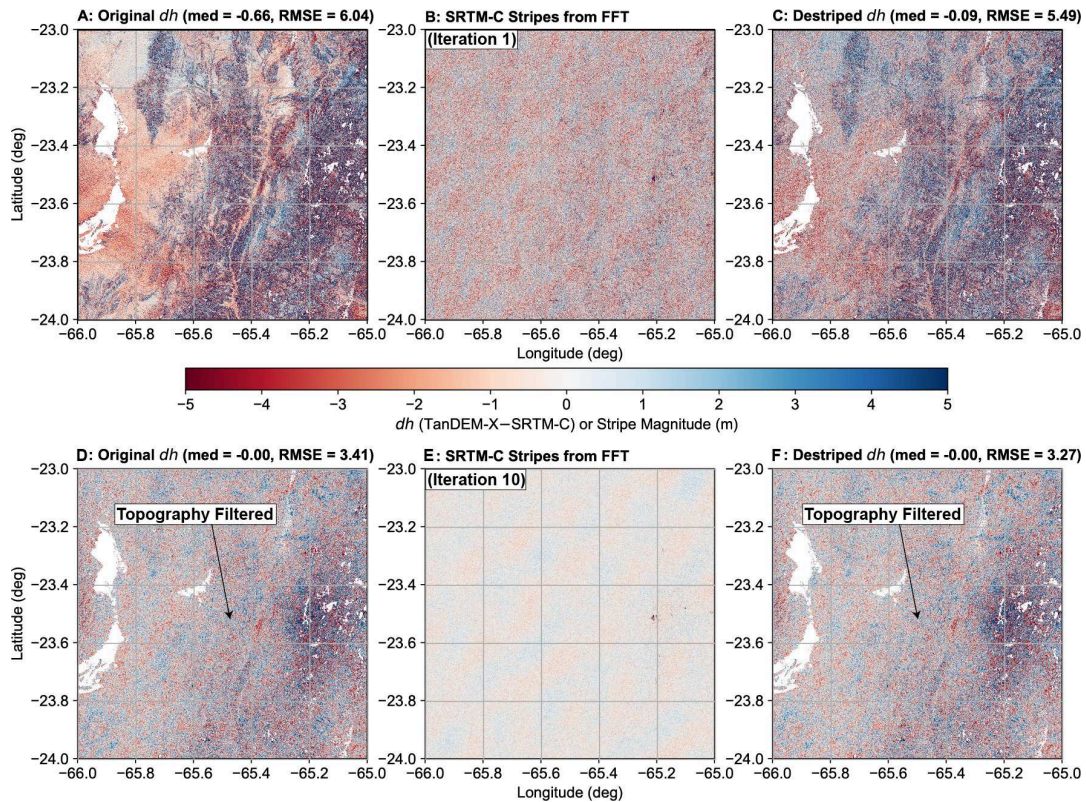 A: Original dh (med = -0.66, RMSE = 6.04)
B: SRTM-C Stripes from FFT
C: Destriped dh (med = -0.09, RMSE = 5.49)
(Iteration 1)
Latitude (deg)
−23.0
−23.2
−23.4
−23.6
−23.8
−24.0
−23.0
−23.2
−23.4
−23.6
−23.8
−24.0
−23.0
−23.2
−23.4
−23.6
−23.8
−24.0
−66.0 −65.8 −65.6 −65.4 −65.2 −65.0
−66.0 −65.8 −65.6 −65.4 −65.2 −65.0
−66.0 −65.8 −65.6 −65.4 −65.2 −65.0
Longitude (deg)
−5 −4 −3 −2 −1 0 1 2 3 4 5
dh (TanDEM-X−SRTM-C) or Stripe Magnitude (m)
D: Original dh (med = -0.00, RMSE = 3.41)
E: SRTM-C Stripes from FFT
F: Destriped dh (med = -0.00, RMSE = 3.27)
(Iteration 10)
Topography Filtered
Topography Filtered
Latitude (deg)
−23.0
−23.2
−23.4
−23.6
−23.8
−24.0
−23.0
−23.2
−23.4
−23.6
−23.8
−24.0
−23.0
−23.2
−23.4
−23.6
−23.8
−24.0
−66.0 −65.8 −65.6 −65.4 −65.2 −65.0
−66.0 −65.8 −65.6 −65.4 −65.2 −65.0
−66.0 −65.8 −65.6 −65.4 −65.2 −65.0
Longitude (deg)